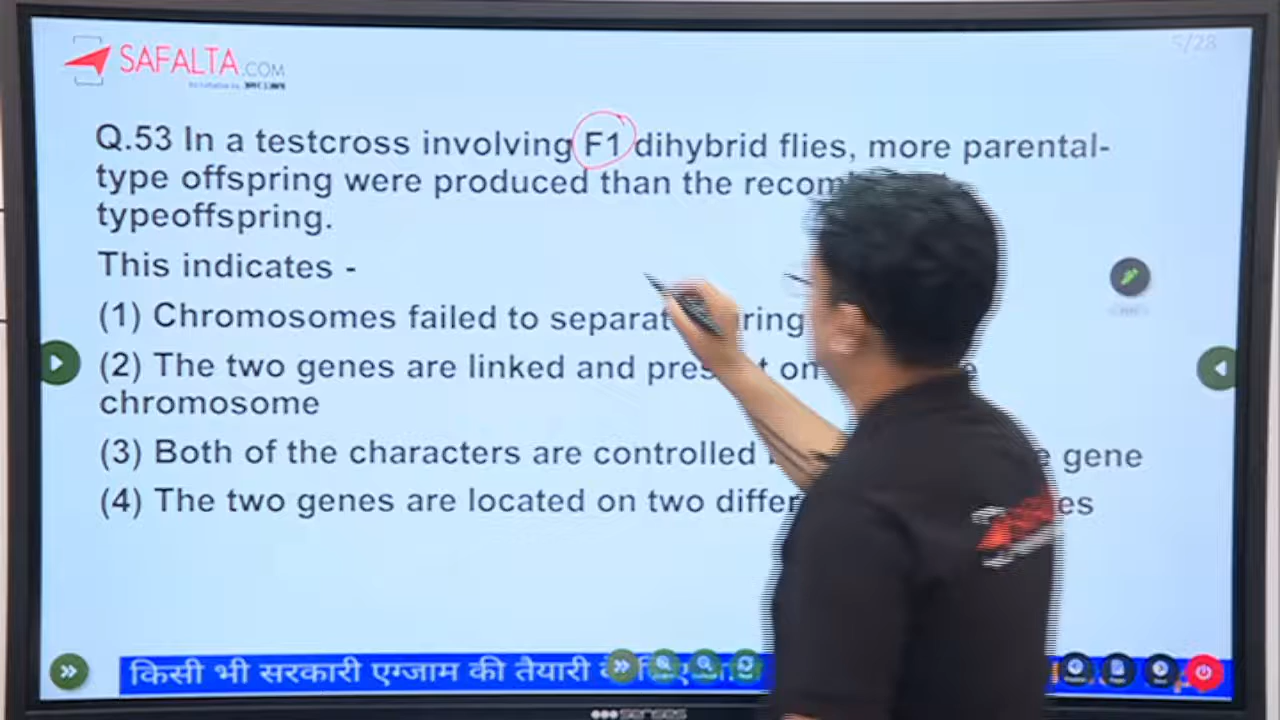 5/28
SAFALTA.COM
Q.53 In a testcross involving F1 dihybrid flies, more parental-
type offspring were produced than the recom
typeoffspring.
This indicates -
(1) Chromosomes failed to separat ring
(2) The two genes are linked and pres t on e
chromosome
(3) Both of the characters are controlled e gene
(4) The two genes are located on two differ es
किसी भी सरकारी एग्जाम की तैयारी
senses